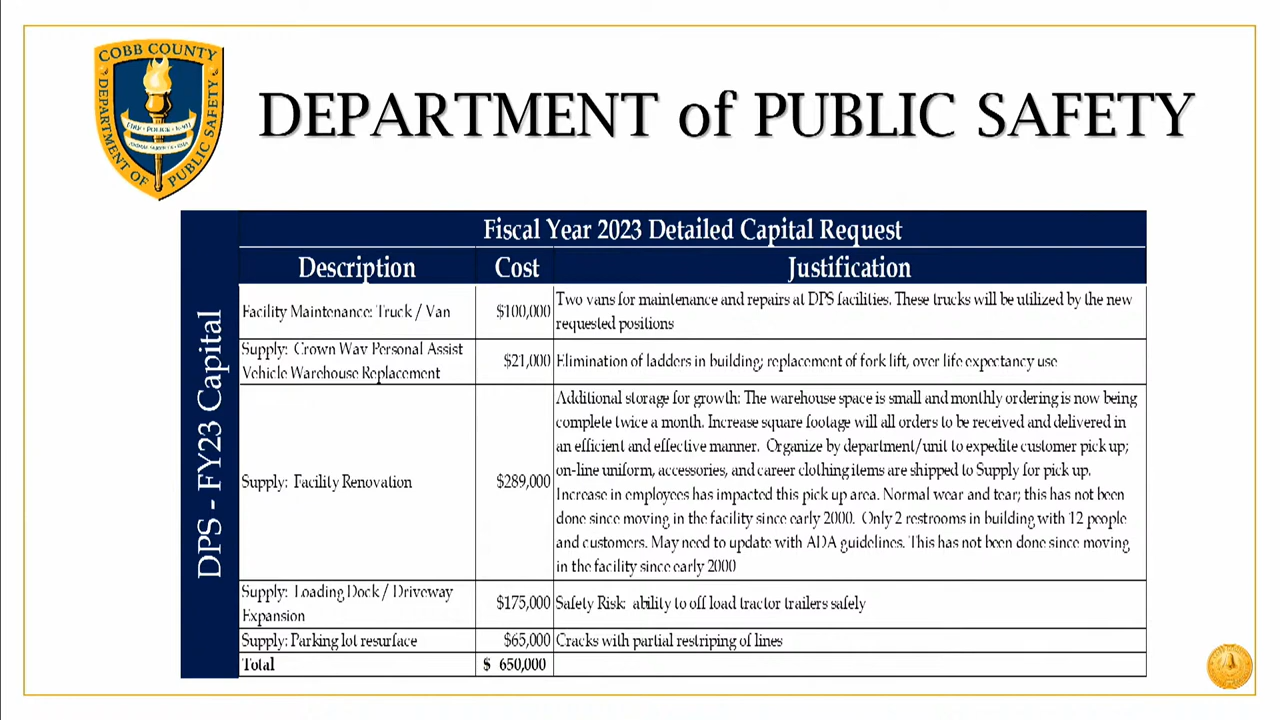 COBB COUNTY
DEPARTMENT OF
PUBLIC SAFETY
DEPARTMENT of PUBLIC SAFETY
DPS - FY23 Capital
Fiscal Year 2023 Detailed Capital Request
Description Cost Justification
Facility Maintenance: Truck / Van $100,000 Two vans for maintenance and repairs at DPS facilities. These trucks will be utilized by the new
requested positions
Supply: Crown Wav Personal Assist
Vehicle Warehouse Replacement $21,000 Elimination of ladders in building; replacement of fork lift, over life expectancy use
Supply: Facility Renovation $289,000 Additional storage for growth: The warehouse space is small and monthly ordering is now being
complete twice a month. Increase square footage will all orders to be received and delivered in
an efficient and effective manner. Organize by department/unit to expedite customer pick up;
on-line uniform, accessories, and career clothing items are shipped to Supply for pick up.
Increase in employees has impacted this pick up area. Normal wear and tear; this has not been
done since moving in the facility since early 2000. Only 2 restrooms in building with 12 people
and customers. May need to update with ADA guidelines. This has not been done since moving
in the facility since early 2000
Supply: Loading Dock / Driveway
Expansion $175,000 Safety Risk: ability to off load tractor trailers safely
Supply: Parking lot resurface $65,000 Cracks with partial restriping of lines
Total $ 650,000